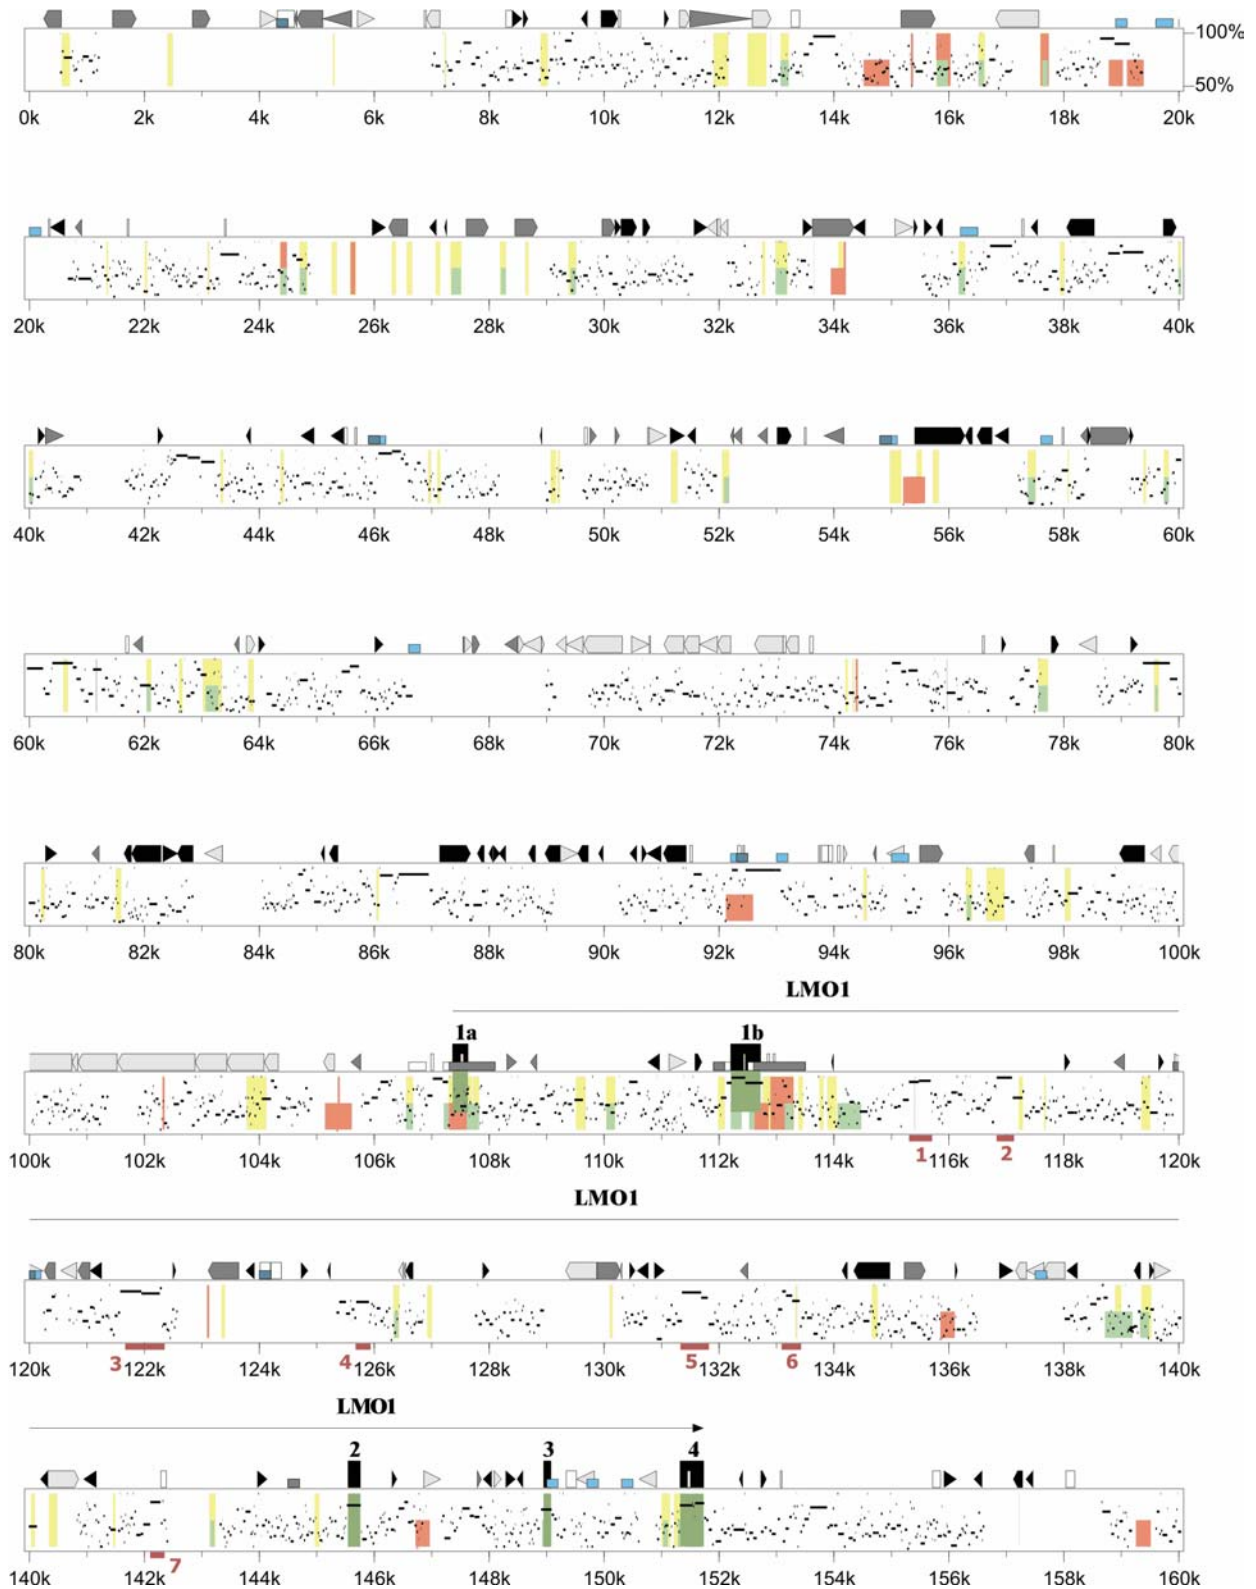 100%
50%
0k 2k 4k 6k 8k 10k 12k 14k 16k 18k 20k
20k 22k 24k 26k 28k 30k 32k 34k 36k 38k 40k
40k 42k 44k 46k 48k 50k 52k 54k 56k 58k 60k
60k 62k 64k 66k 68k 70k 72k 74k 76k 78k 80k
80k 82k 84k 86k 88k 90k 92k 94k 96k 98k 100k
LMO1
1a 1b
100k 102k 104k 106k 108k 110k 112k 114k 116k 118k 120k
1 2
LMO1
120k 122k 124k 126k 128k 130k 132k 134k 136k 138k 140k
3 4 5 6
LMO1
2 3 4
140k 142k 144k 146k 148k 150k 152k 154k 156k 158k 160k
7